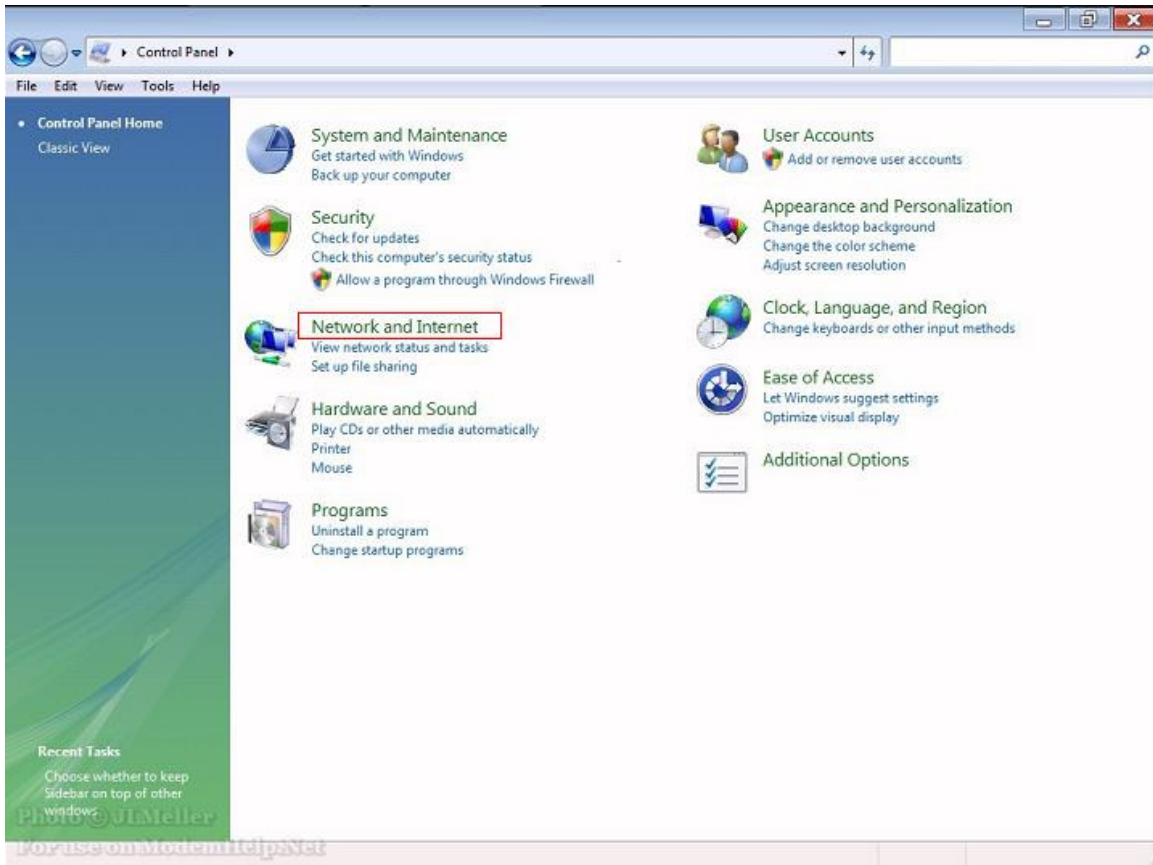 Control Panel
File Edit View Tools Help
Control Panel Home
Classic View
System and Maintenance
Get started with Windows
Back up your computer
Security
Check for updates
Check this computer's security status
Allow a program through Windows Firewall
Network and Internet
View network status and tasks
Set up file sharing
Hardware and Sound
Play CDs or other media automatically
Printer
Mouse
Programs
Uninstall a program
Change startup programs
User Accounts
Add or remove user accounts
Appearance and Personalization
Change desktop background
Change the color scheme
Adjust screen resolution
Clock, Language, and Region
Change keyboards or other input methods
Ease of Access
Let Windows suggest settings
Optimize visual display
Additional Options
Recent Tasks
Choose whether to keep
Sidebar on top of other
windows
Photo © JLMeller
For use on ModemHelp.Net